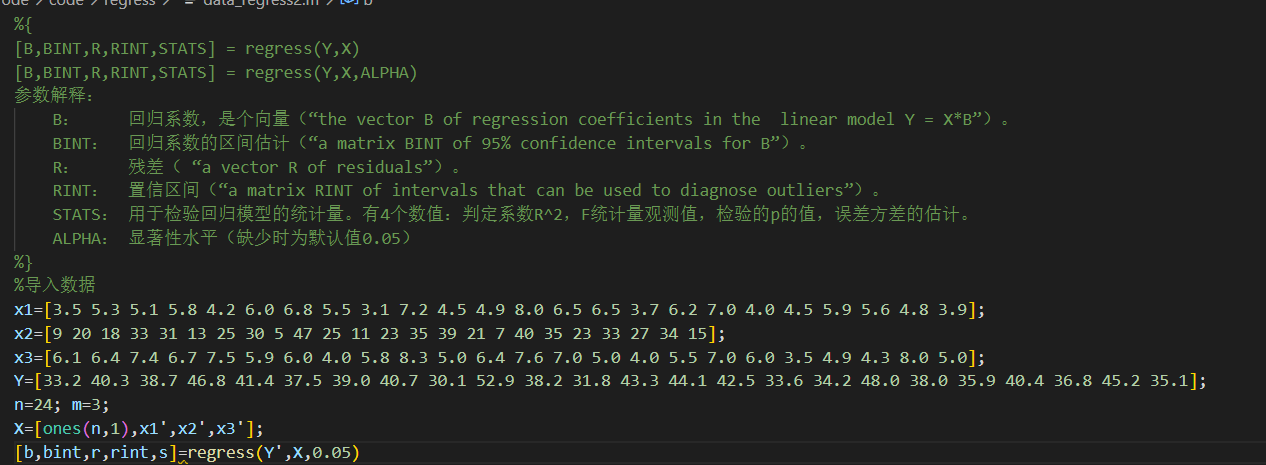 code > regress > data_regress2.m > b
%{
[B,BINT,R,RINT,STATS] = regress(Y,X)
[B,BINT,R,RINT,STATS] = regress(Y,X,ALPHA)
参数解释:
B: 回归系数,是个向量(“the vector B of regression coefficients in the linear model Y = X*B”)。
BINT: 回归系数的区间估计(“a matrix BINT of 95% confidence intervals for B”)。
R: 残差( “a vector R of residuals”)。
RINT: 置信区间(“a matrix RINT of intervals that can be used to diagnose outliers”)。
STATS: 用于检验回归模型的统计量。有4个数值:判定系数R^2,F统计量观测值,检验的p的值,误差方差的估计。
ALPHA: 显著性水平(缺少时为默认值0.05)
%}
%导入数据
x1=[3.5 5.3 5.1 5.8 4.2 6.0 6.8 5.5 3.1 7.2 4.5 4.9 8.0 6.5 6.5 3.7 6.2 7.0 4.0 4.5 5.9 5.6 4.8 3.9];
x2=[9 20 18 33 31 13 25 30 5 47 25 11 23 35 39 21 7 40 35 23 33 27 34 15];
x3=[6.1 6.4 7.4 6.7 7.5 5.9 6.0 4.0 5.8 8.3 5.0 6.4 7.6 7.0 5.0 4.0 5.5 7.0 6.0 3.5 4.9 4.3 8.0 5.0];
Y=[33.2 40.3 38.7 46.8 41.4 37.5 39.0 40.7 30.1 52.9 38.2 31.8 43.3 44.1 42.5 33.6 34.2 48.0 38.0 35.9 40.4 36.8 45.2 35.1];
n=24; m=3;
X=[ones(n,1),x1',x2',x3'];
[b,bint,r,rint,s]=regress(Y',X,0.05)